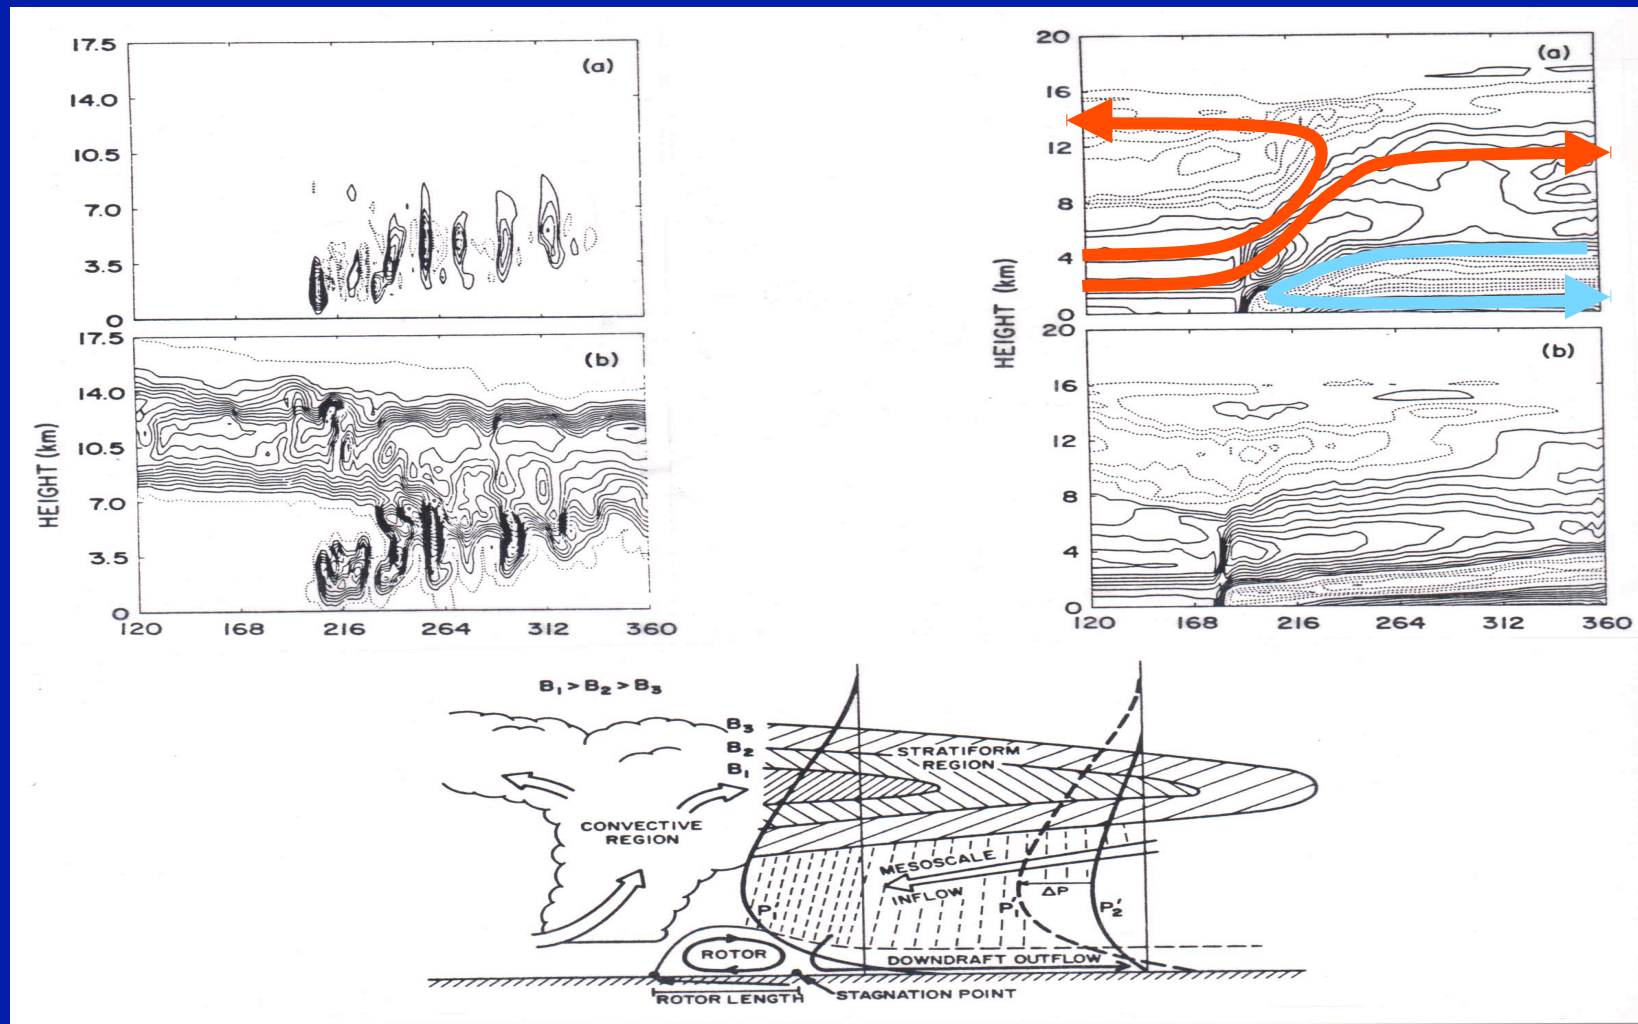 17.5
14.0
10.5
7.0
3.5
0
(a)
17.5
14.0
10.5
7.0
3.5
0
(b)
HEIGHT (km)
120 168 216 264 312 360
20
16
12
8
4
0
(a)
HEIGHT (km)
20
16
12
8
4
0
(b)
120 168 216 264 312 360
B₁ > B₂ > B₃
B₃
B₂
B₁
STRATIFORM
REGION
CONVECTIVE
REGION
MESOSCALE
INFLOW
ΔP
P₁′
P₁′
P₂′
ROTOR
DOWNDRAFT OUTFLOW
ROTOR LENGTH
STAGNATION POINT